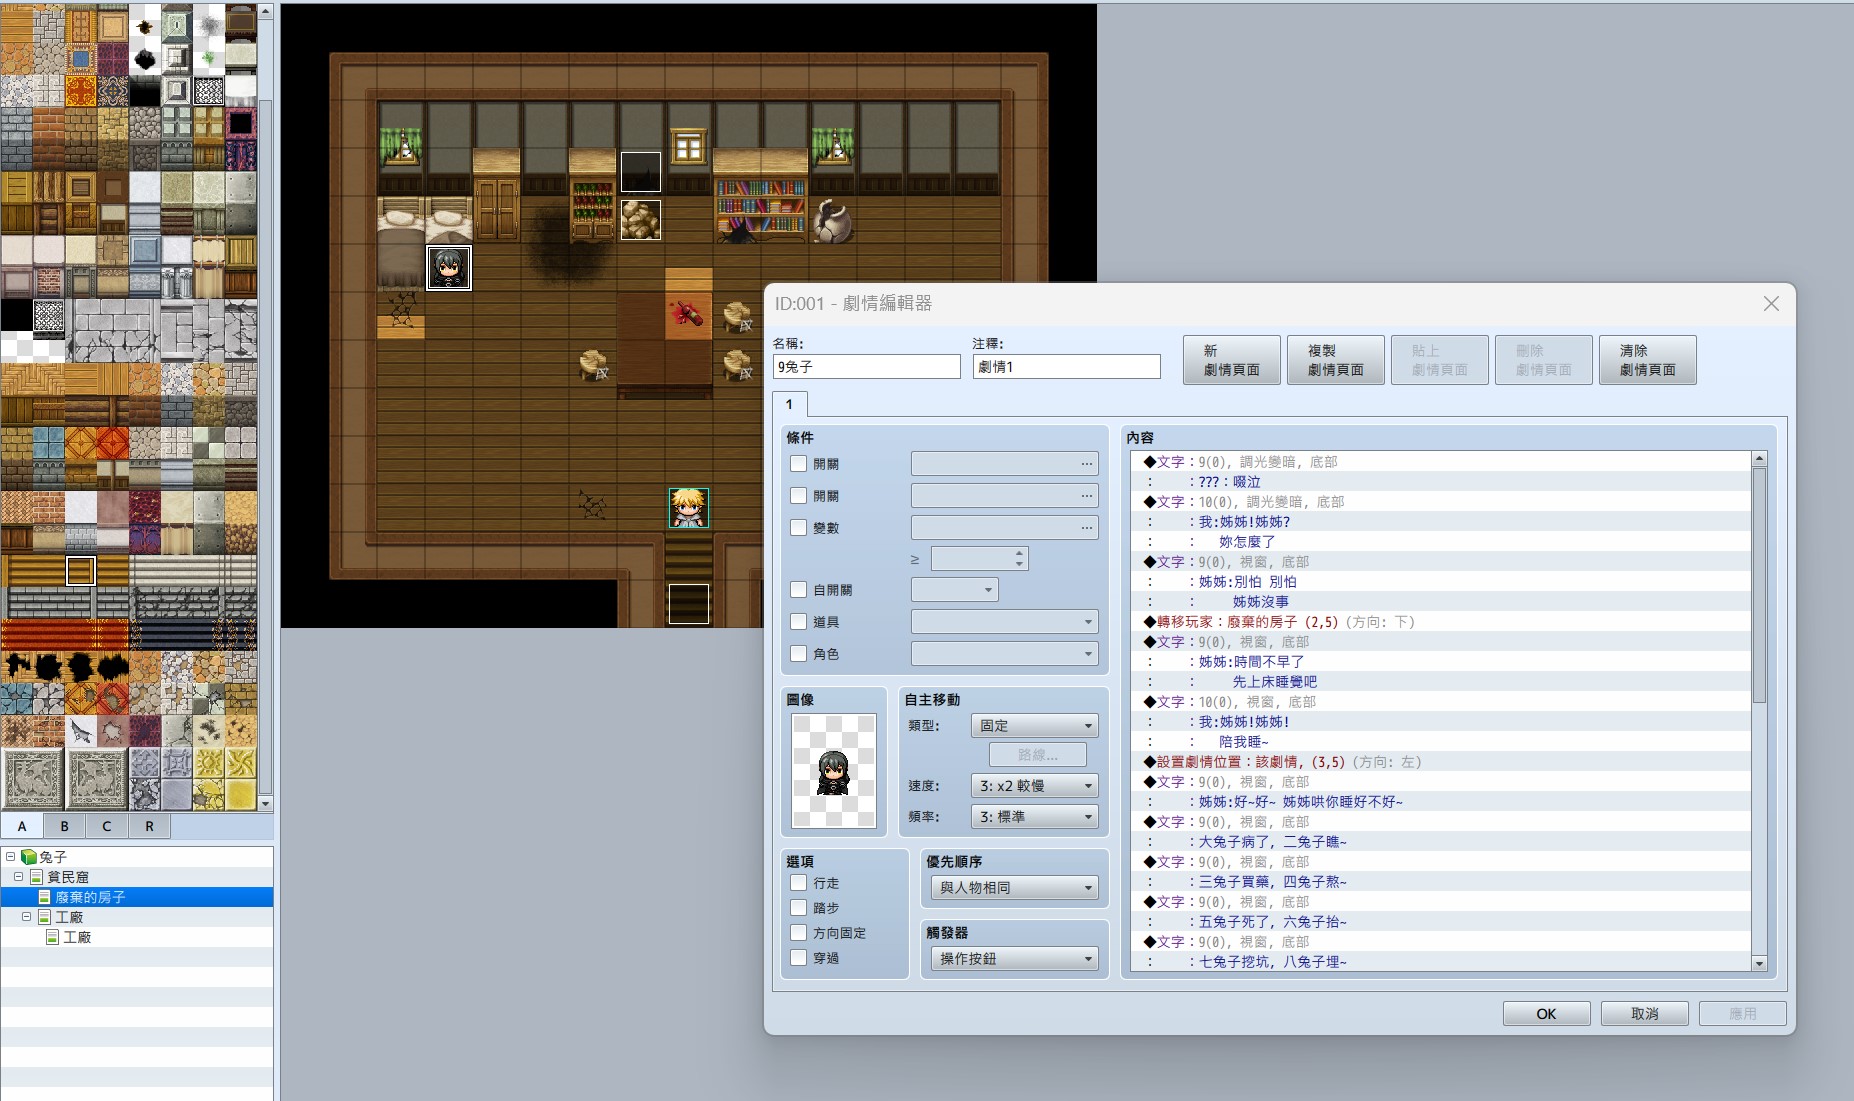 ID:001 - 劇情編輯器
名稱:
9兔子
注釋:
劇情1
新
劇情頁面
複製
劇情頁面
貼上
劇情頁面
刪除
劇情頁面
清除
劇情頁面
1
條件
開關
...
開關
...
變數
...
≥
自開關
道具
角色
圖像
自主移動
類型:
固定
路線...
速度:
3: x2 較慢
頻率:
3: 標準
選項
行走
踏步
方向固定
穿過
優先順序
與人物相同
觸發器
操作按鈕
內容
◆文字：9(0), 調光變暗, 底部
：　：???：啜泣
◆文字：10(0), 調光變暗, 底部
：　：我:姊姊!姊姊?
：　：　妳怎麼了
◆文字：9(0), 視窗, 底部
：　：姊姊:別怕 別怕
：　：　　姊姊沒事
◆轉移玩家：廢棄的房子 (2,5) (方向: 下)
◆文字：9(0), 視窗, 底部
：　：姊姊:時間不早了
：　：　　先上床睡覺吧
◆文字：10(0), 視窗, 底部
：　：我:姊姊!姊姊!
：　：　陪我睡~
◆設置劇情位置：該劇情, (3,5) (方向: 左)
◆文字：9(0), 視窗, 底部
：　：姊姊:好~好~ 姊姊哄你睡好不好~
◆文字：9(0), 視窗, 底部
：　：大兔子病了, 二兔子瞧~
◆文字：9(0), 視窗, 底部
：　：三兔子買藥, 四兔子熬~
◆文字：9(0), 視窗, 底部
：　：五兔子死了, 六兔子抬~
◆文字：9(0), 視窗, 底部
：　：七兔子挖坑, 八兔子埋~
OK
取消
應用
A
B
C
R
兔子
貧民窟
廢棄的房子
工廠
工廠